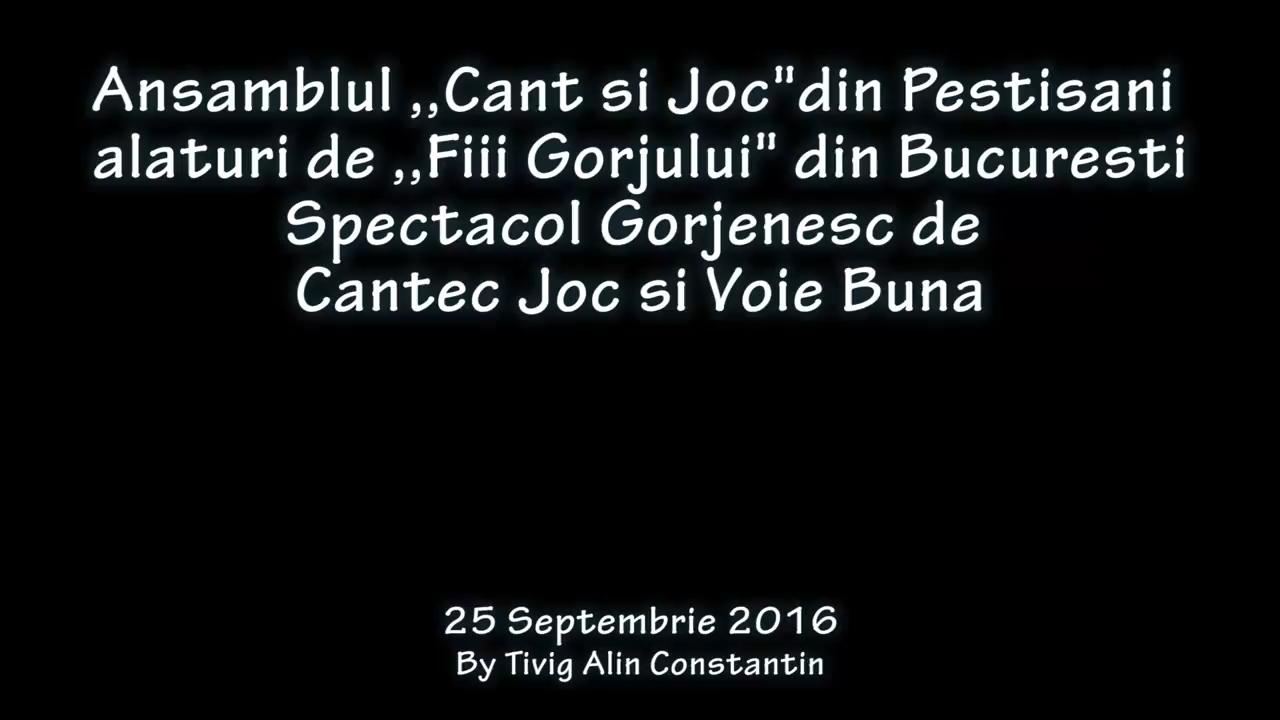 Ansamblul ,,Cant si Joc"din Pestisani
alaturi de ,,Fiii Gorjului" din Bucuresti
Spectacol Gorjenesc de
Cantec Joc si Voie Buna
25 Septembrie 2016
By Tivig Alin Constantin